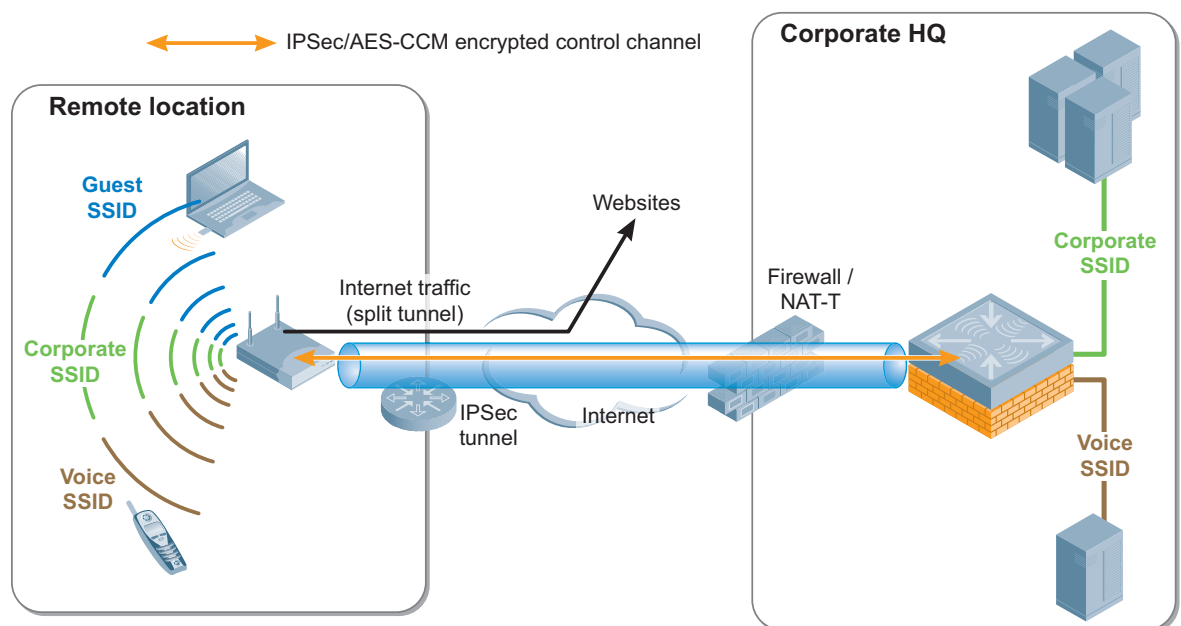 IPSec/AES-CCM encrypted control channel
Corporate HQ
Remote location
Guest
SSID
Websites
Corporate
SSID
Internet traffic
(split tunnel)
Firewall /
NAT-T
Corporate
SSID
IPSec
tunnel
Internet
Voice
SSID
Voice
SSID